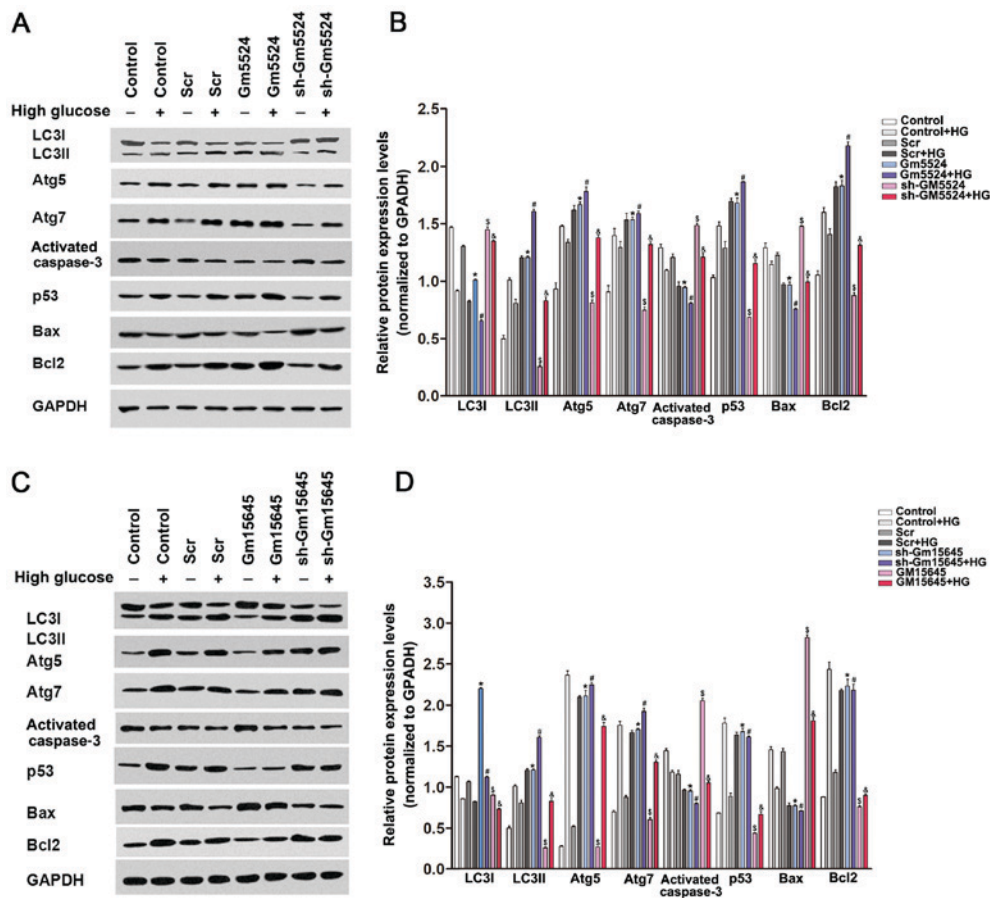 A
Control
Control
Scr
Scr
Gm5524
Gm5524
sh-Gm5524
sh-Gm5524
High glucose − + − + − + − +
LC3I
LC3II
Atg5
Atg7
Activated
caspase-3
p53
Bax
Bcl2
GAPDH
B
Relative protein expression levels
(normalized to GPADH)
2.5
2.0
1.5
1.0
0.5
0.0
LC3I LC3II Atg5 Atg7 Activated caspase-3 p53 Bax Bcl2
Control
Control+HG
Scr
Scr+HG
Gm5524
Gm5524+HG
sh-GM5524
sh-GM5524+HG
C
Control
Control
Scr
Scr
Gm15645
Gm15645
sh-Gm15645
sh-Gm15645
High glucose − + − + − + − +
LC3I
LC3II
Atg5
Atg7
Activated
caspase-3
p53
Bax
Bcl2
GAPDH
D
Relative protein expression levels
(normalized to GPADH)
3.5
3.0
2.5
2.0
1.5
1.0
0.5
0.0
LC3I LC3II Atg5 Atg7 Activated caspase-3 p53 Bax Bcl2
Control
Control+HG
Scr
Scr+HG
sh-Gm15645
sh-Gm15645+HG
GM15645
GM15645+HG